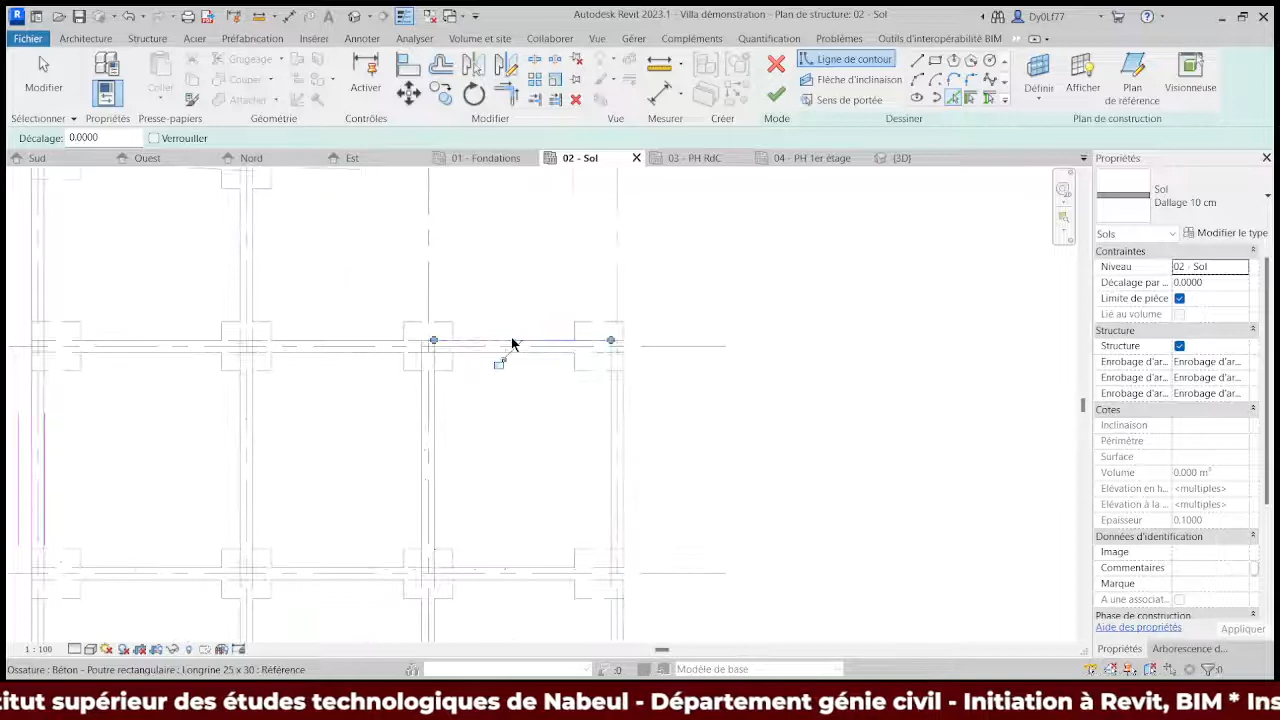 Autodesk Revit 2023.1 - Villa démonstration - Plan de structure: 02 - Sol
Dy0Lf77
Fichier Architecture Structure Acier Préfabrication Insérer Annoter Analyser Volume et site Collaborer Vue Gérer Compléments Quantification Problèmes Outils d'interopérabilité BIM
Modifier
Coller
Grugeage
Couper
Attacher
Activer
Ligne de contour
Flèche d'inclinaison
Sens de portée
Définir
Afficher
Plan de référence
Visionneuse
Sélectionner Propriétés Presse-papiers Géométrie Contrôles Modifier Vue Mesurer Créer Mode Dessiner Plan de construction
Décalage: 0.0000 Verrouiller
Sud Ouest Nord Est 01 - Fondations 02 - Sol 03 - PH RdC 04 - PH 1er étage {3D}
Propriétés
Sol
Dallage 10 cm
Sols Modifier le type
Contraintes
Niveau 02 - Sol
Décalage par ... 0.0000
Limite de pièce
Lié au volume
Structure
Structure
Enrobage d'ar... Enrobage d'ar...
Enrobage d'ar... Enrobage d'ar...
Enrobage d'ar... Enrobage d'ar...
Cotes
Inclinaison
Périmètre
Surface
Volume 0.000 m³
Elévation en h... <multiples>
Elévation à la ... <multiples>
Epaisseur 0.1000
Données d'identification
Image
Commentaires
Marque
A une associat...
Phase de construction
Aide des propriétés Appliquer
Propriétés Arborescence d...
1 : 100
Ossature : Béton - Poutre rectangulaire : Longrine 25 x 30 : Référence
:0
Modèle de base
:0
titut supérieur des études technologiques de Nabeul - Département génie civil - Initiation à Revit, BIM * Ins